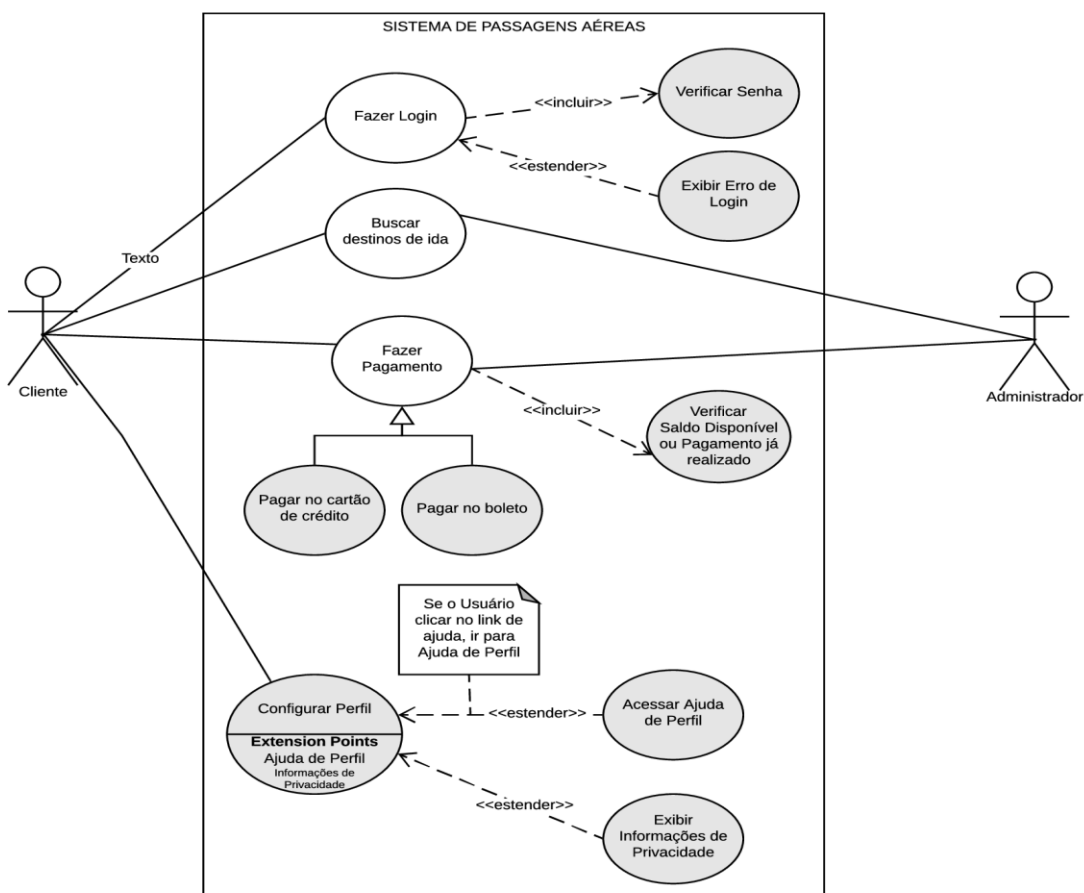 SISTEMA DE PASSAGENS AÉREAS
Fazer Login
<<incluir>>
Verificar Senha
<<estender>>
Exibir Erro de
Login
Buscar
destinos de ida
Texto
Cliente
Administrador
Fazer
Pagamento
<<incluir>>
Verificar
Saldo Disponível
ou Pagamento já
realizado
Pagar no cartão
de crédito
Pagar no boleto
Se o Usuário
clicar no link de
ajuda, ir para
Ajuda de Perfil
Configurar Perfil
Extension Points
Ajuda de Perfil
Informações de
Privacidade
<<estender>>
Acessar Ajuda
de Perfil
<<estender>>
Exibir
Informações de
Privacidade